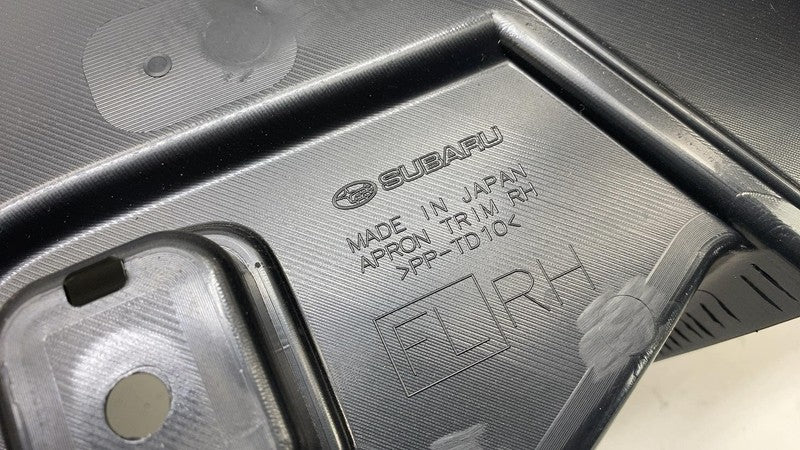 SUBARU
MADE IN JAPAN
APRON TRIM RH
>PP-TD10<
FL RH